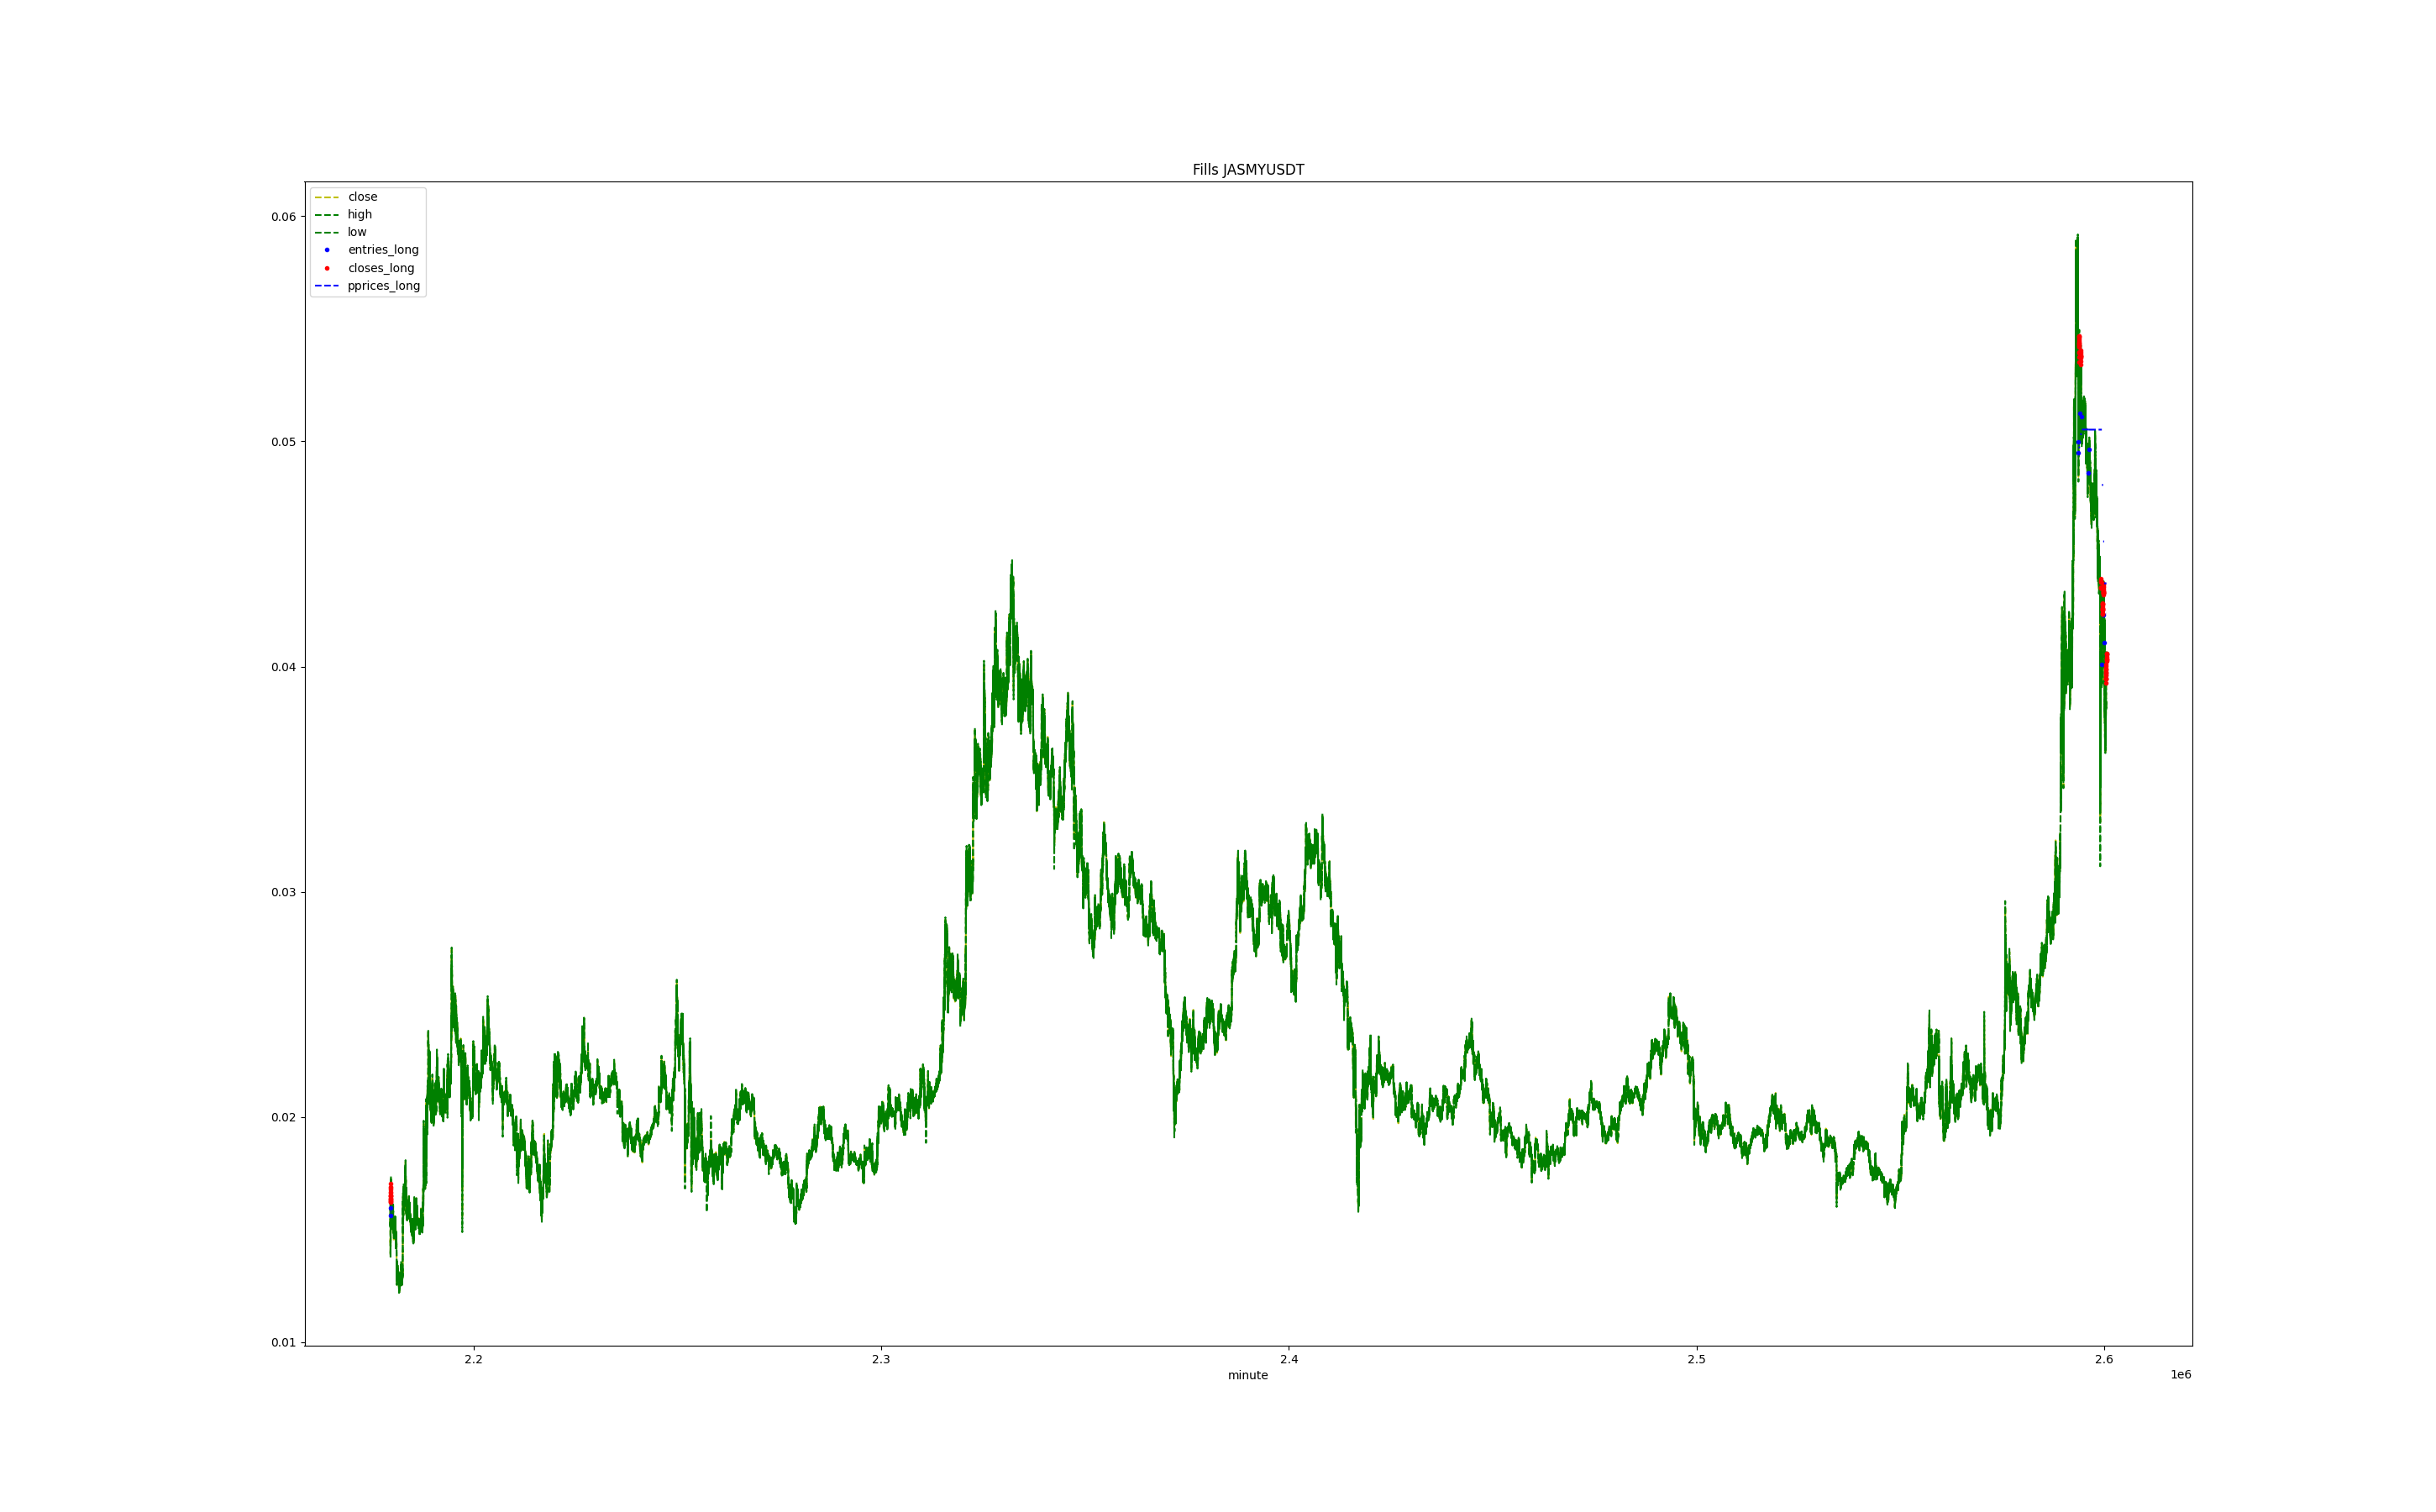 Fills JASMYUSDT
close
high
low
entries_long
closes_long
pprices_long
0.06
0.05
0.04
0.03
0.02
0.01
2.2 2.3 2.4 2.5 2.6
minute
1e6